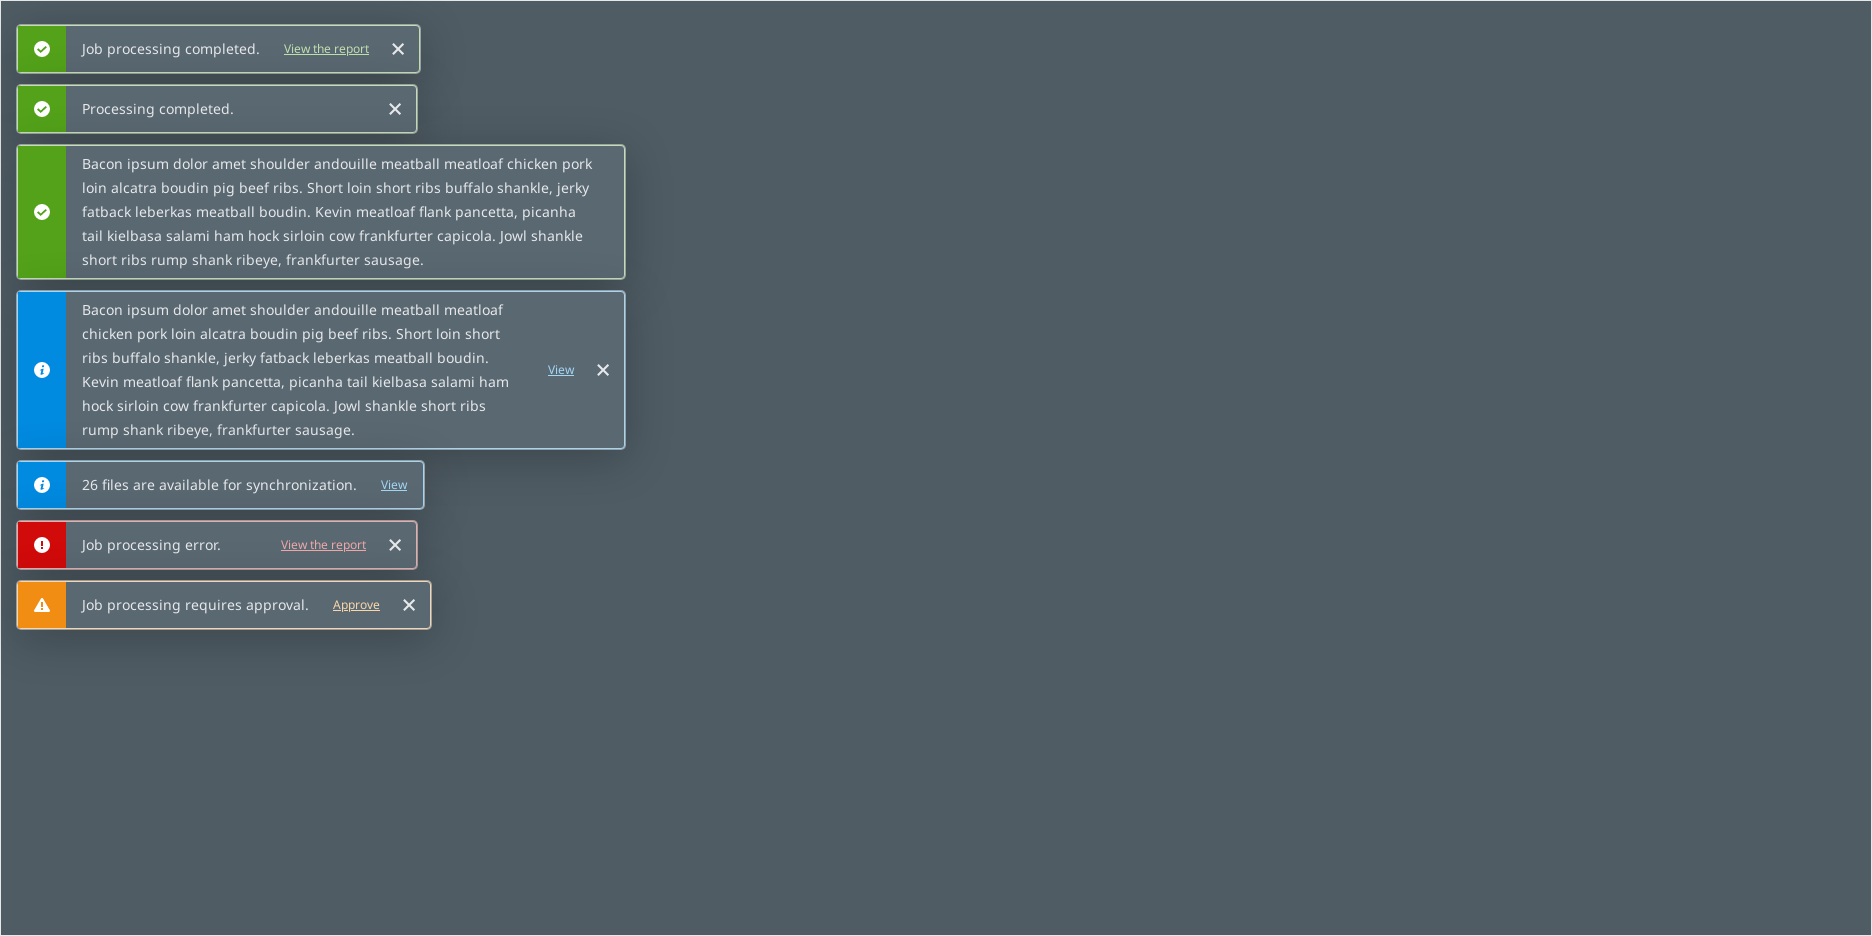 Job processing completed. View the report
Processing completed.
Bacon ipsum dolor amet shoulder andouille meatball meatloaf chicken pork
loin alcatra boudin pig beef ribs. Short loin short ribs buffalo shankle, jerky
fatback leberkas meatball boudin. Kevin meatloaf flank pancetta, picanha
tail kielbasa salami ham hock sirloin cow frankfurter capicola. Jowl shankle
short ribs rump shank ribeye, frankfurter sausage.
Bacon ipsum dolor amet shoulder andouille meatball meatloaf
chicken pork loin alcatra boudin pig beef ribs. Short loin short
ribs buffalo shankle, jerky fatback leberkas meatball boudin.
Kevin meatloaf flank pancetta, picanha tail kielbasa salami ham
hock sirloin cow frankfurter capicola. Jowl shankle short ribs
rump shank ribeye, frankfurter sausage.
View
26 files are available for synchronization. View
Job processing error. View the report
Job processing requires approval. Approve